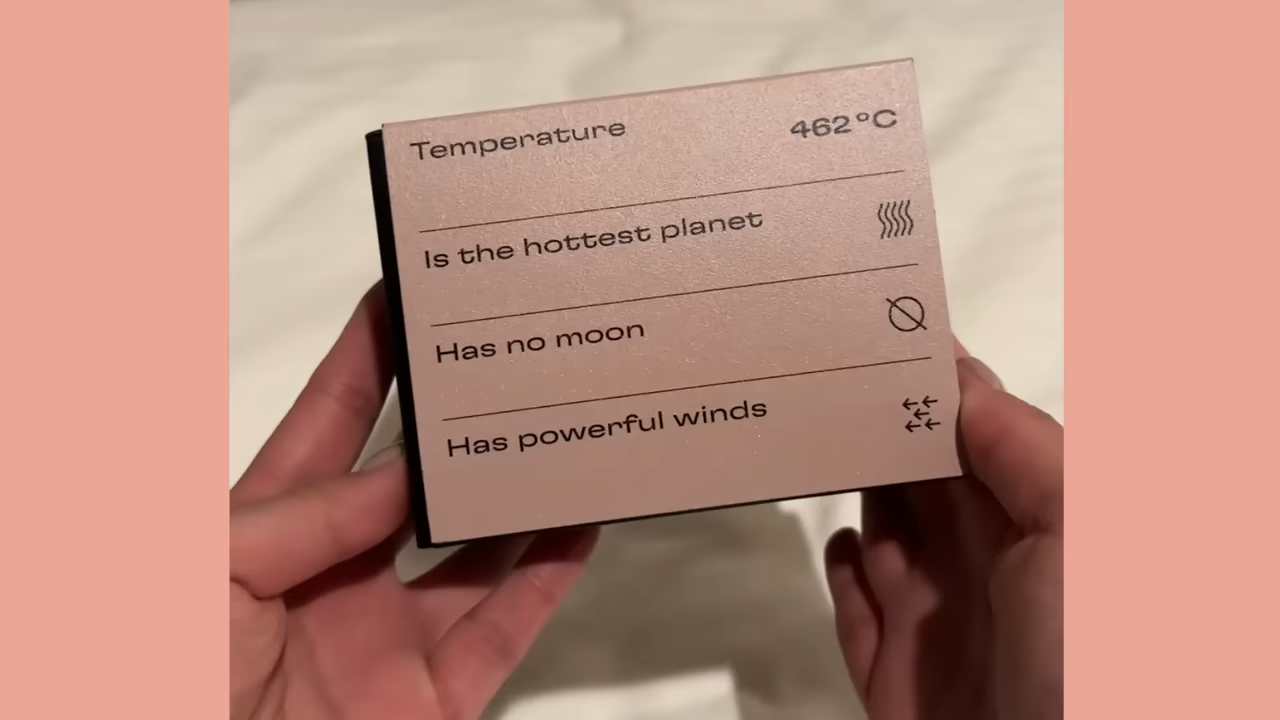 Temperature 462°C
Is the hottest planet
Has no moon
Has powerful winds